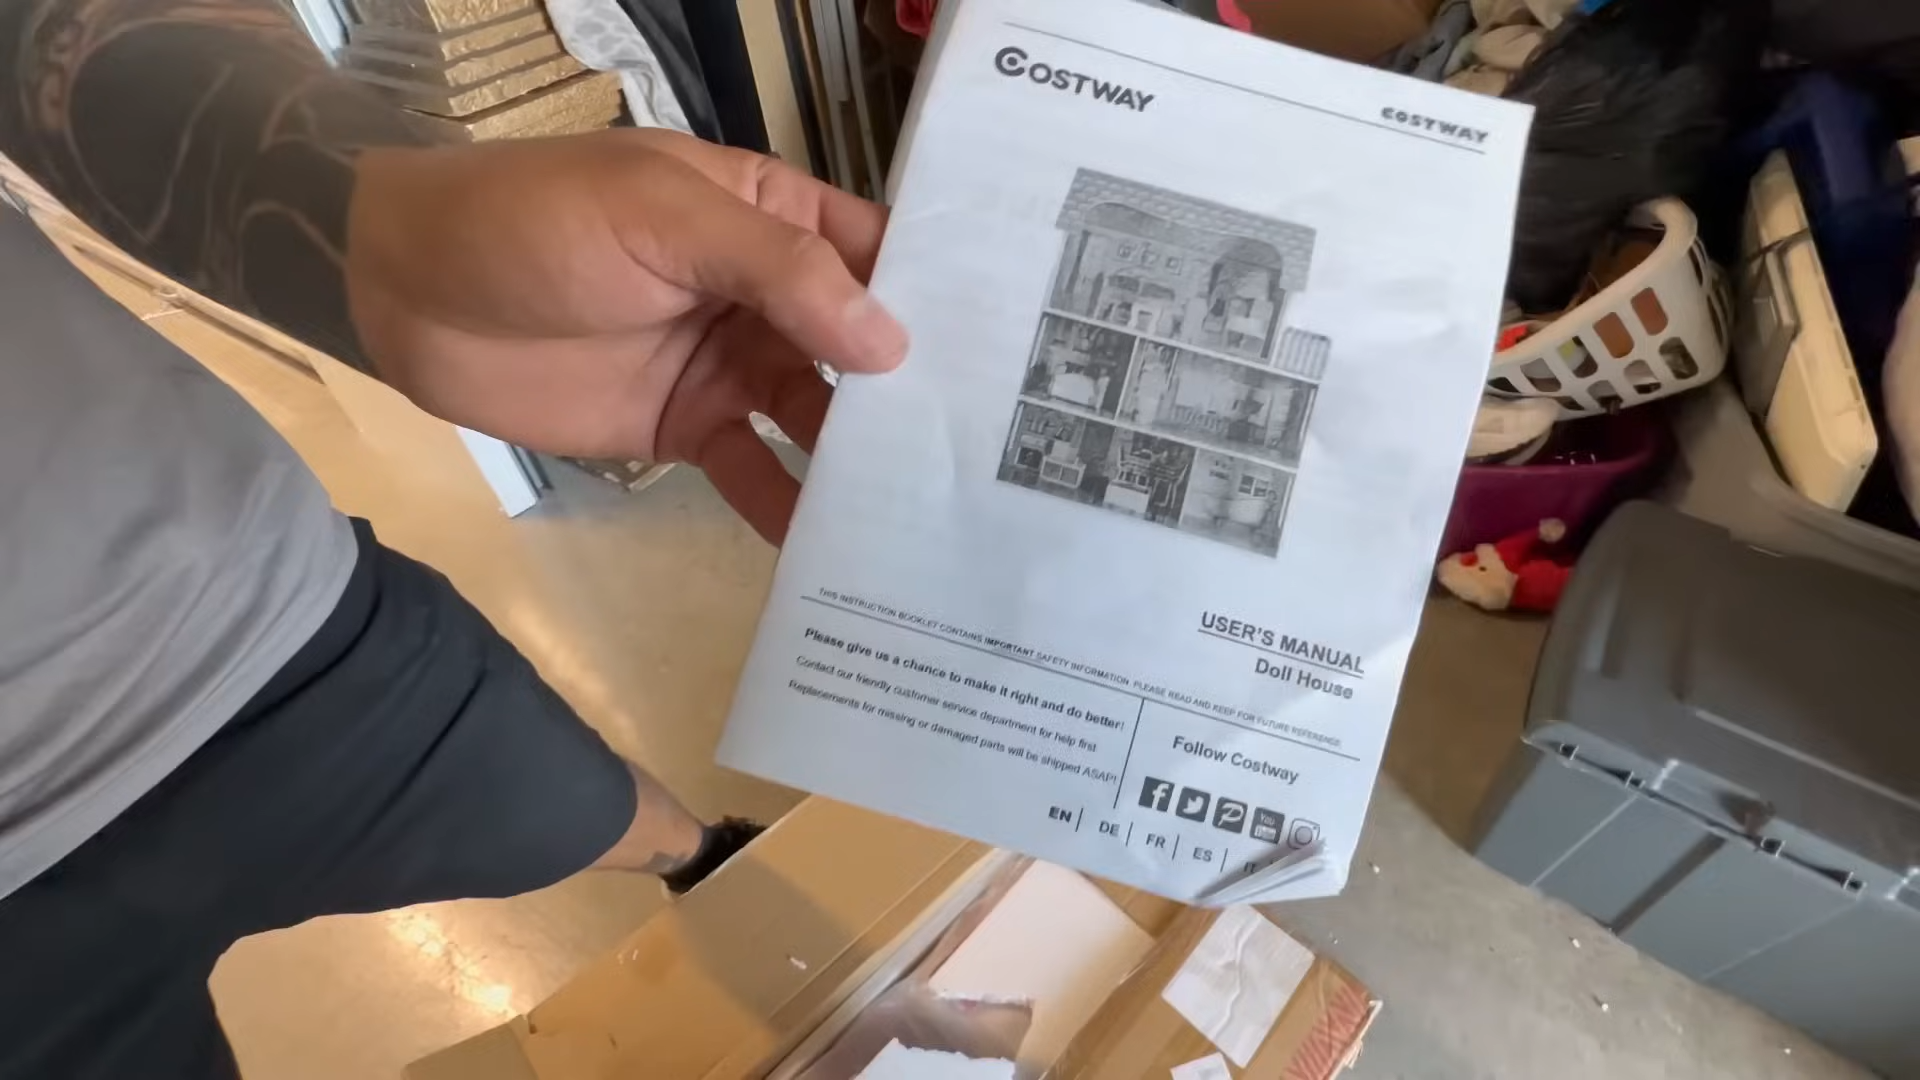 COSTWAY
COSTWAY
USER'S MANUAL
Doll House
THIS INSTRUCTION BOOKLET CONTAINS IMPORTANT SAFETY INFORMATION. PLEASE READ AND KEEP FOR FUTURE REFERENCE.
Please give us a chance to make it right and do better!
Contact our friendly customer service department for help first.
Replacements for missing or damaged parts will be shipped ASAP!
Follow Costway
You
Tube
EN | DE | FR | ES |